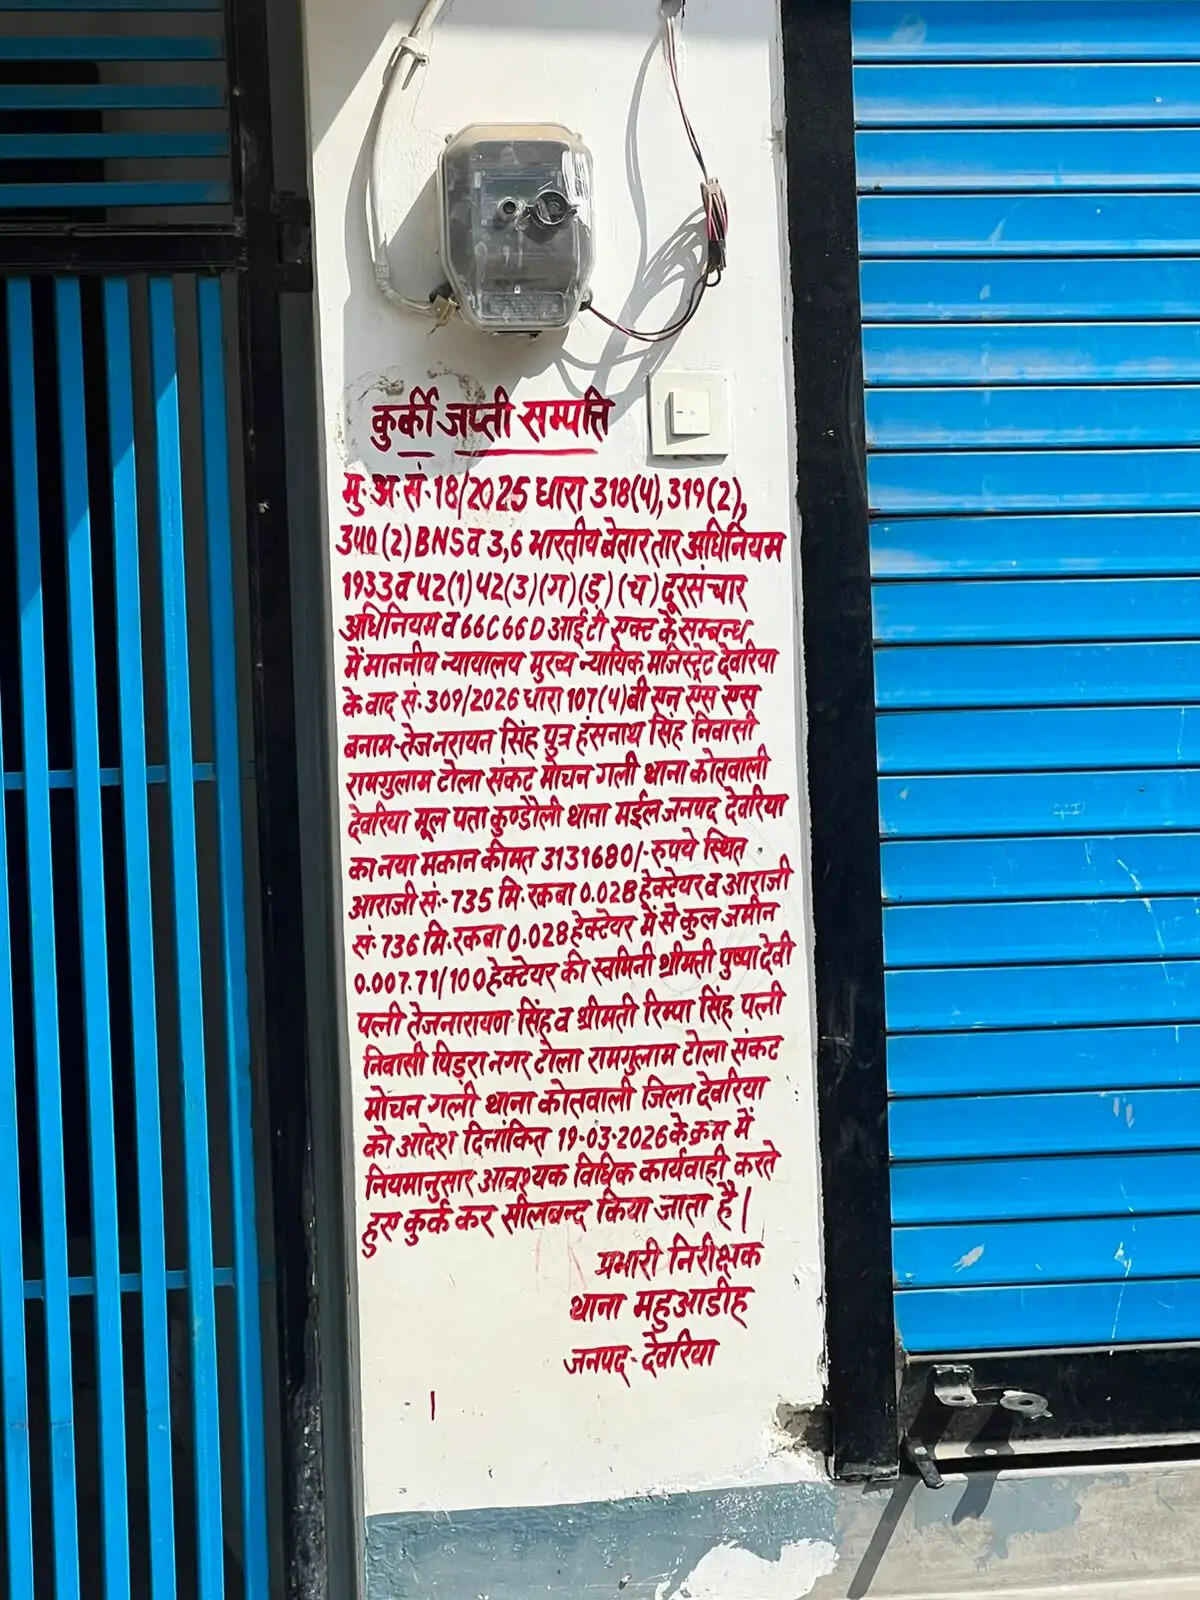 कुर्की जप्ती सम्पत्ति
मु॰अ॰सं॰18/2025 धारा 318(4),319(2),
340(2)BNS व 3,6 भारतीय बेतार तार अधिनियम
1933 व 42(1)42(3)(ग)(ड़)(च)दूरसंचार
अधिनियम व 66C66D आई टी एक्ट के सम्बन्ध
में माननीय न्यायालय मुख्य न्यायिक मजिस्ट्रेट देवरिया
के वाद सं॰309/2026 धारा 107(4)बी एन एस एस
बनाम-तेजनरायन सिंह पुत्र हंसनाथ सिंह निवासी
रामगुलाम टोला संकट मोचन गली थाना कोतवाली
देवरिया मूल पता कुण्डौली थाना मईल जनपद देवरिया
का नया मकान कीमत 3131680/-रुपये स्थित
आराजी सं:-735 मि.रकबा 0.028 हेक्टेयर व आराजी
सं॰736 मि.रकबा 0.028 हेक्टेयर में से कुल जमीन
0.007.71/100 हेक्टेयर की स्वमिनी श्रीमती पुष्पा देवी
पत्नी तेजनारायण सिंह व श्रीमती रिम्पा सिंह पत्नी
निवासी पिड़रा नगर टोला रामगुलाम टोला संकट
मोचन गली थाना कोतवाली जिला देवरिया
को आदेश दिनांकित 19-03-2026 के क्रम में
नियमानुसार आवश्यक विधिक कार्यवाही करते
हुए कुर्क कर सीलबन्द किया जाता है|
प्रभारी निरीक्षक
थाना महुआडीह
जनपद-देवरिया